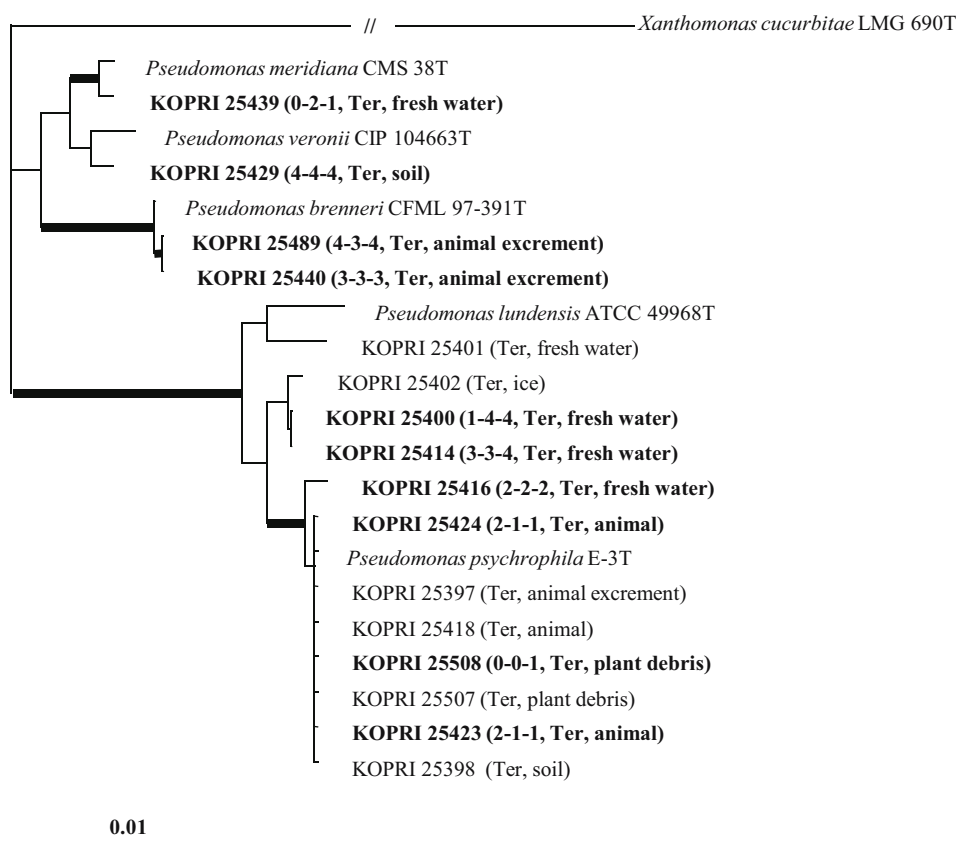 //
Xanthomonas cucurbitae LMG 690T
Pseudomonas meridiana CMS 38T
KOPRI 25439 (0-2-1, Ter, fresh water)
Pseudomonas veronii CIP 104663T
KOPRI 25429 (4-4-4, Ter, soil)
Pseudomonas brenneri CFML 97-391T
KOPRI 25489 (4-3-4, Ter, animal excrement)
KOPRI 25440 (3-3-3, Ter, animal excrement)
Pseudomonas lundensis ATCC 49968T
KOPRI 25401 (Ter, fresh water)
KOPRI 25402 (Ter, ice)
KOPRI 25400 (1-4-4, Ter, fresh water)
KOPRI 25414 (3-3-4, Ter, fresh water)
KOPRI 25416 (2-2-2, Ter, fresh water)
KOPRI 25424 (2-1-1, Ter, animal)
Pseudomonas psychrophila E-3T
KOPRI 25397 (Ter, animal excrement)
KOPRI 25418 (Ter, animal)
KOPRI 25508 (0-0-1, Ter, plant debris)
KOPRI 25507 (Ter, plant debris)
KOPRI 25423 (2-1-1, Ter, animal)
KOPRI 25398 (Ter, soil)
0.01